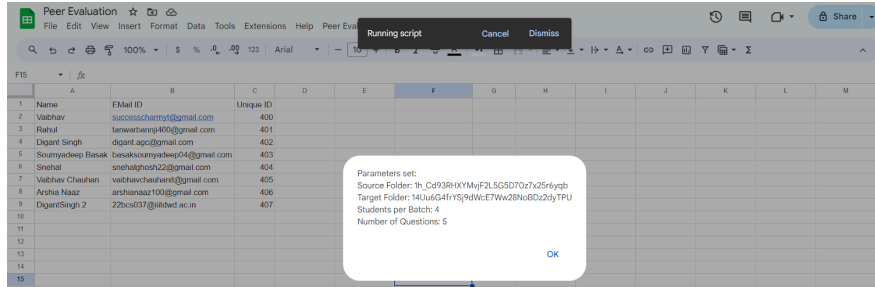 Peer Evaluation
File Edit View Insert Format Data Tools Extensions Help Peer Eva
Running script Cancel Dismiss
Share
100% $ % .0 .00 123 Arial 10 B I A
F15 fx
A B C D E F G H I J K L M
1 Name EMail ID Unique ID
2 Vaibhav successcharmyt@gmail.com 400
3 Rahul tanwarbannji460@gmail.com 401
4 Digant Singh digant.agc@gmail.com 402
5 Soumyadeep Basak basaksoumyadeep04@gmail.com 403
6 Snehal snehalghosh22@gmail.com 404
7 Vaibhav Chauhan vaibhavchauhanit@gmail.com 405
8 Arshia Naaz arshianaaz100@gmail.com 406
9 DigantSingh 2 22bcs037@iiitdwd.ac.in 407
10
11
12
13
14
15
Parameters set:
Source Folder: 1h_Cd93RHXYMvjF2L5G5D70z7x25r6yqb
Target Folder: 14Uu6G4frYSj9dWcE7Ww28NoBDz2dyTPU
Students per Batch: 4
Number of Questions: 5
OK